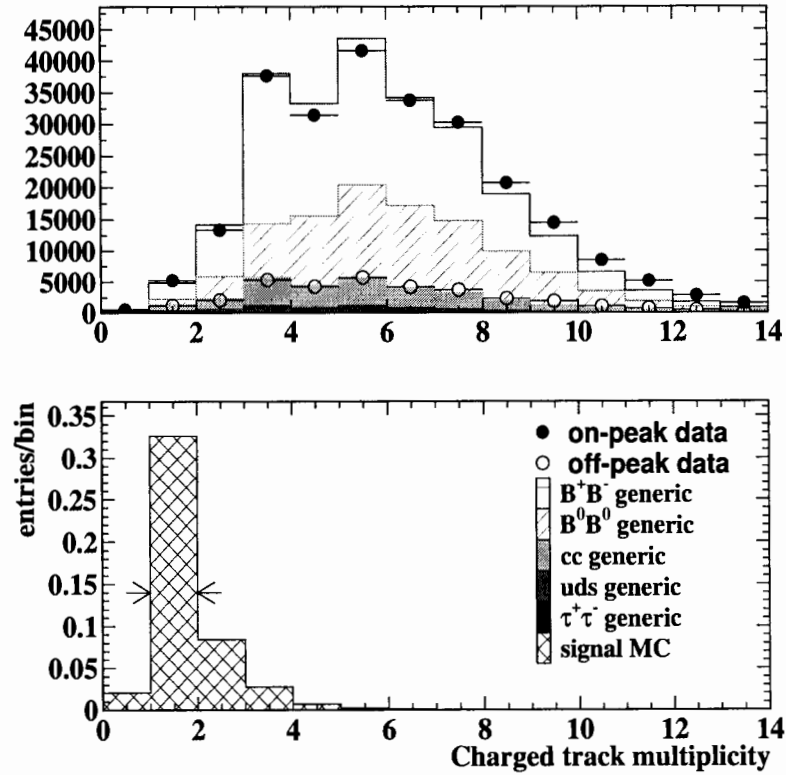 45000
40000
35000
30000
25000
20000
15000
10000
5000
0
0 2 4 6 8 10 12 14
entries/bin
0.35
0.3
0.25
0.2
0.15
0.1
0.05
0
on-peak data
off-peak data
B⁺B⁻ generic
B⁰B⁰ generic
cc generic
uds generic
τ⁺τ⁻ generic
signal MC
0 2 4 6 8 10 12 14
Charged track multiplicity